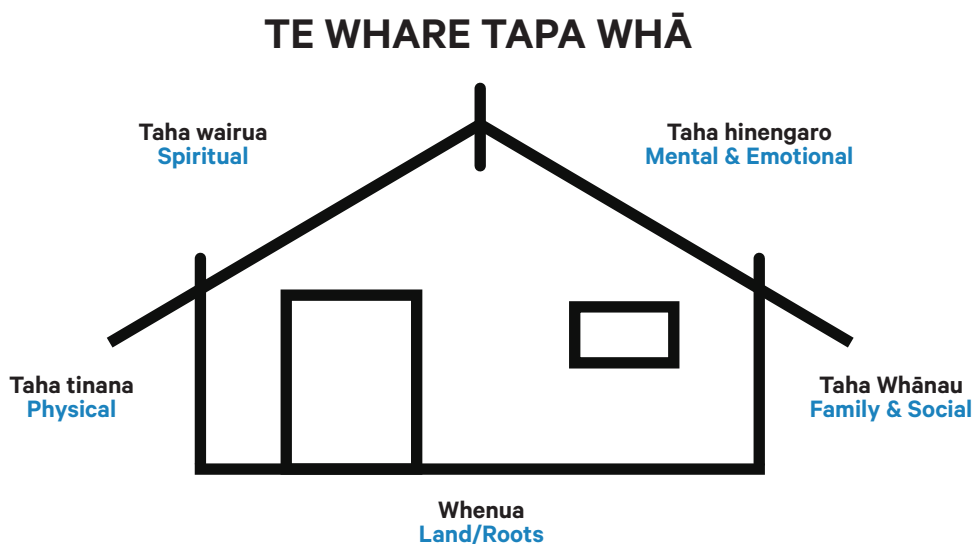 TE WHARE TAPA WHĀ
Taha wairua
Spiritual
Taha hinengaro
Mental & Emotional
Taha tinana
Physical
Taha Whānau
Family & Social
Whenua
Land/Roots